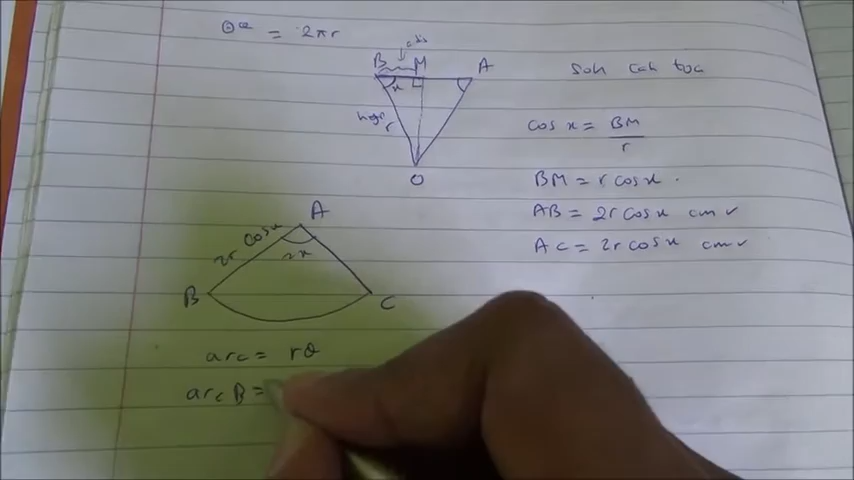 = 2πr
B M A
x
r
O
Soh Cah toa
Cos x = BM
r
BM = r cos x .
AB = 2r cos x cm ✓
AC = 2r cos x cm ✓
A
2r cos x
2x
B C
arc = rθ
arc B =